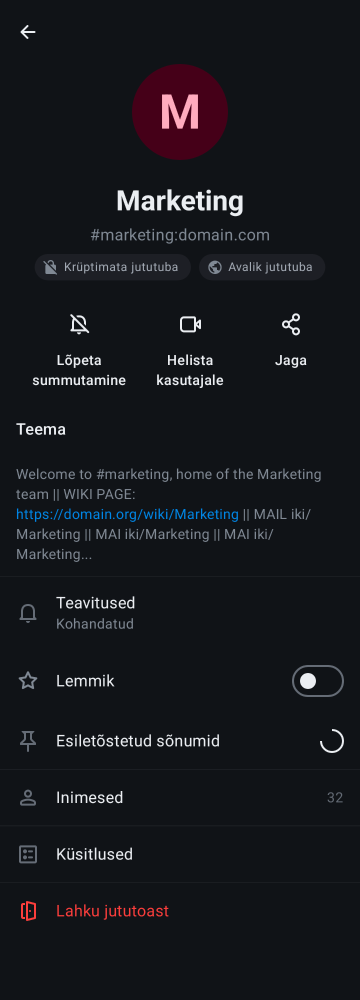 M
Marketing
#marketing:domain.com
Krüptimata jututuba
Avalik jututuba
Lõpeta
summutamine
Helista
kasutajale
Jaga
Teema
Welcome to #marketing, home of the Marketing
team || WIKI PAGE:
https://domain.org/wiki/Marketing || MAIL iki/
Marketing || MAI iki/Marketing || MAI iki/
Marketing...
Teavitused
Kohandatud
Lemmik
Esiletõstetud sõnumid
Inimesed
32
Küsitlused
Lahku jututoast